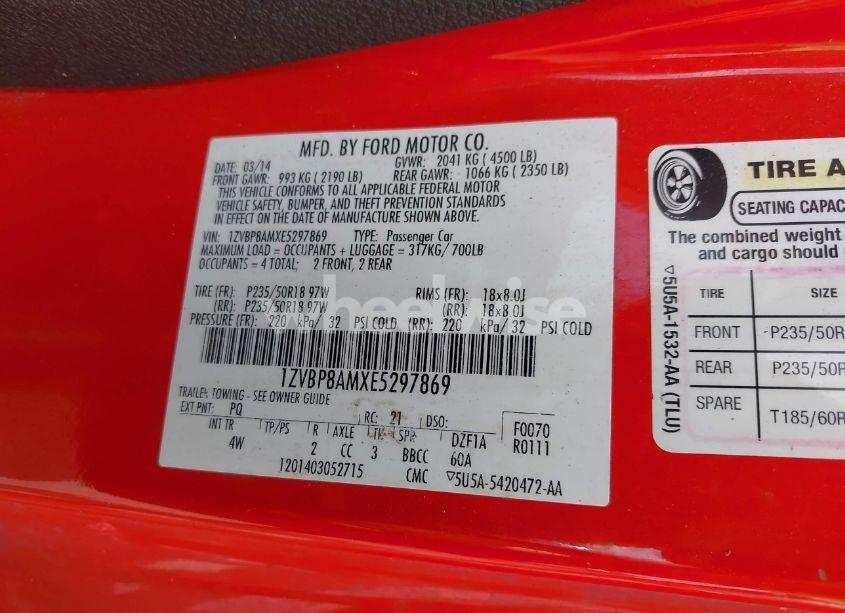 MFD. BY FORD MOTOR CO.
DATE: 03/14 GVWR: 2041 KG ( 4500 LB)
FRONT GAWR: 993 KG ( 2190 LB) REAR GAWR: 1066 KG ( 2350 LB)
THIS VEHICLE CONFORMS TO ALL APPLICABLE FEDERAL MOTOR
VEHICLE SAFETY, BUMPER, AND THEFT PREVENTION STANDARDS
IN EFFECT ON THE DATE OF MANUFACTURE SHOWN ABOVE.
VIN: 1ZVBP8AMXE5297869 TYPE: Passenger Car
MAXIMUM LOAD = OCCUPANTS + LUGGAGE = 317KG/ 700LB
OCCUPANTS = 4 TOTAL; 2 FRONT, 2 REAR
TIRE (FR): P235/50R18 97W RIMS (FR): 18x8.0J
(RR): P235/50R18 97W (RR): 18x8.0J
PRESSURE (FR): 220 kPa/ 32 PSI COLD (RR): 220 kPa/ 32 PSI COLD
1ZVBP8AMXE5297869
TRAILER TOWING - SEE OWNER GUIDE
EXT PNT: PQ RC: 21 DSO: F0070
INT TR TP/PS R AXLE TR SPR DZF1A R0111
4W 2 CC 3 BBCC 60A
1201403052715 CMC ▽5U5A-5420472-AA
TIRE A
SEATING CAPAC
The combined weight
and cargo should
TIRE SIZE
FRONT P235/50R
REAR P235/50R
SPARE T185/60R
▽5U5A-1532-AA (TLU)
wheelwise